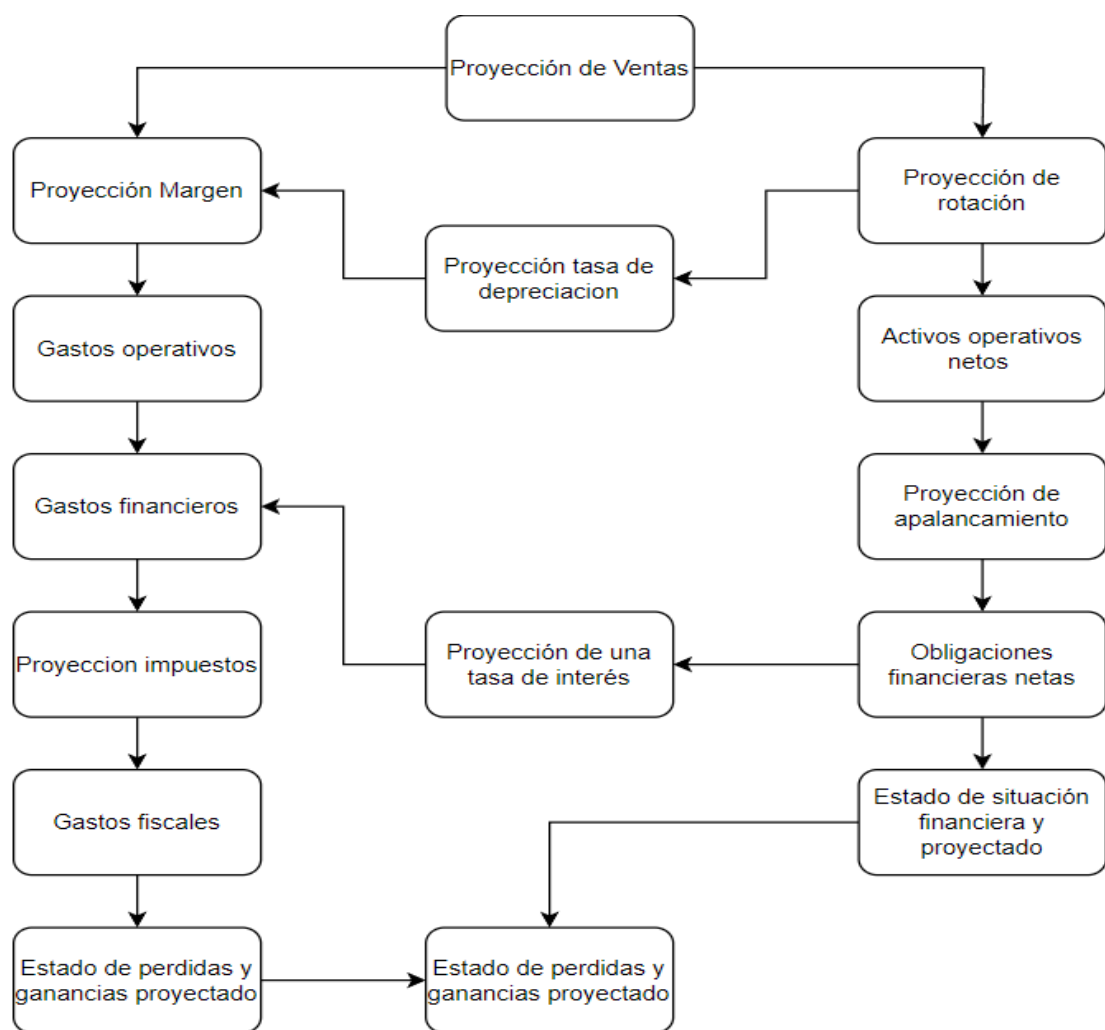 Proyección de Ventas
Proyección Margen
Proyección de
rotación
Proyección tasa de
depreciacion
Gastos operativos
Activos operativos
netos
Gastos financieros
Proyección de
apalancamiento
Proyeccion impuestos
Proyección de una
tasa de interés
Obligaciones
financieras netas
Gastos fiscales
Estado de situación
financiera y
proyectado
Estado de perdidas y
ganancias proyectado
Estado de perdidas y
ganancias proyectado